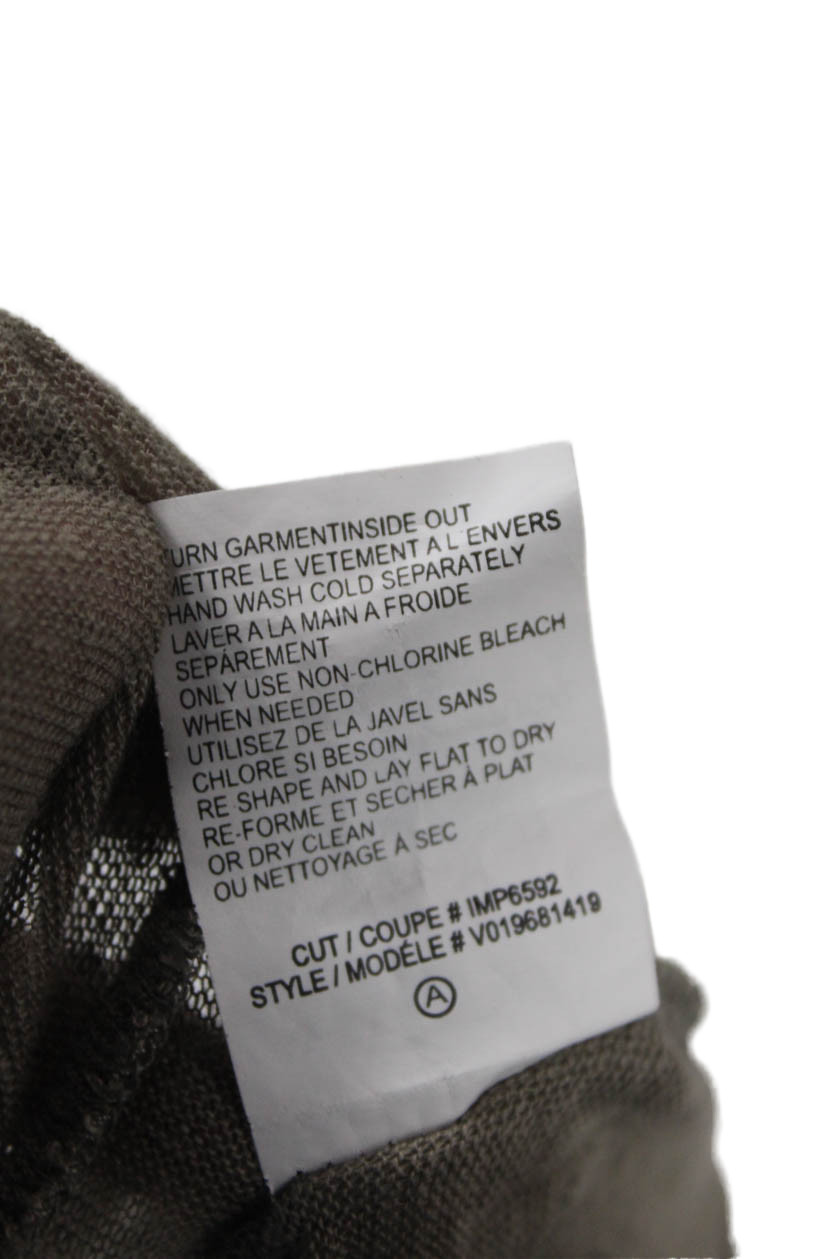 TURN GARMENTINSIDE OUT
METTRE LE VETEMENT A L'ENVERS
HAND WASH COLD SEPARATELY
LAVER A LA MAIN A FROIDE
SEPÁREMENT
ONLY USE NON-CHLORINE BLEACH
WHEN NEEDED
UTILISEZ DE LA JAVEL SANS
CHLORE SI BESOIN
RE SHAPE AND LAY FLAT TO DRY
RE-FORME ET SECHER À PLAT
OR DRY CLEAN
OU NETTOYAGE A SEC
CUT / COUPE # IMP6592
STYLE / MODÉLE # V019681419
A